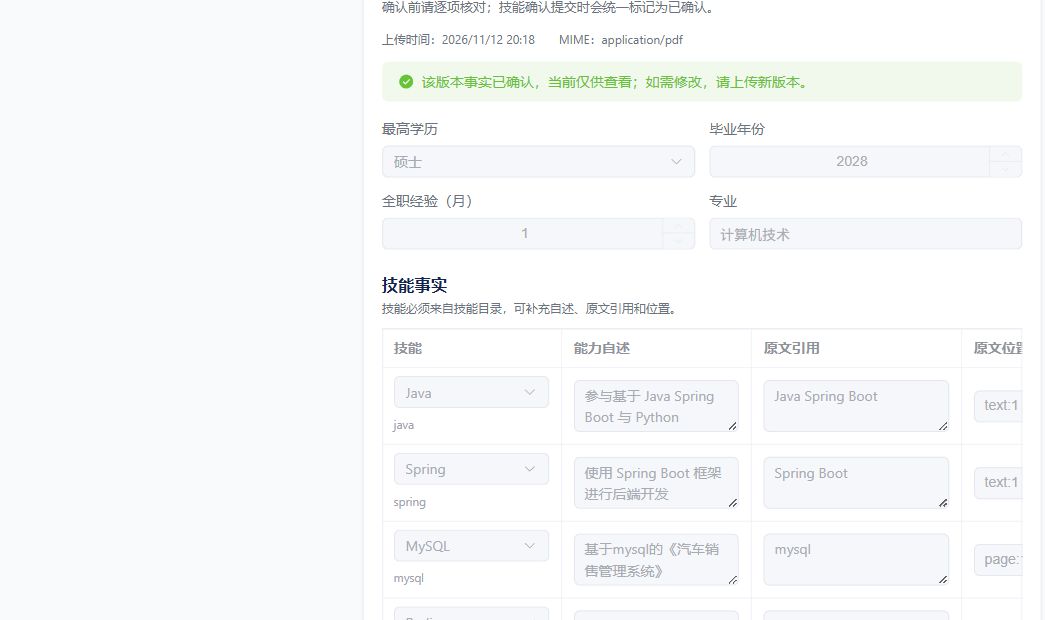 确认前请逐项核对；技能确认提交时会统一标记为已确认。
上传时间：2026/11/12 20:18 MIME：application/pdf
该版本事实已确认，当前仅供查看；如需修改，请上传新版本。
最高学历 毕业年份
硕士 2028
全职经验（月） 专业
1 计算机技术
技能事实
技能必须来自技能目录，可补充自述、原文引用和位置。
技能 能力自述 原文引用 原文位置
Java 参与基于 Java Spring Java Spring Boot text:1
Boot 与 Python
java
Spring 使用 Spring Boot 框架 Spring Boot text:1
进行后端开发
spring
MySQL 基于mysql的《汽车销 mysql page:
售管理系统》
mysql